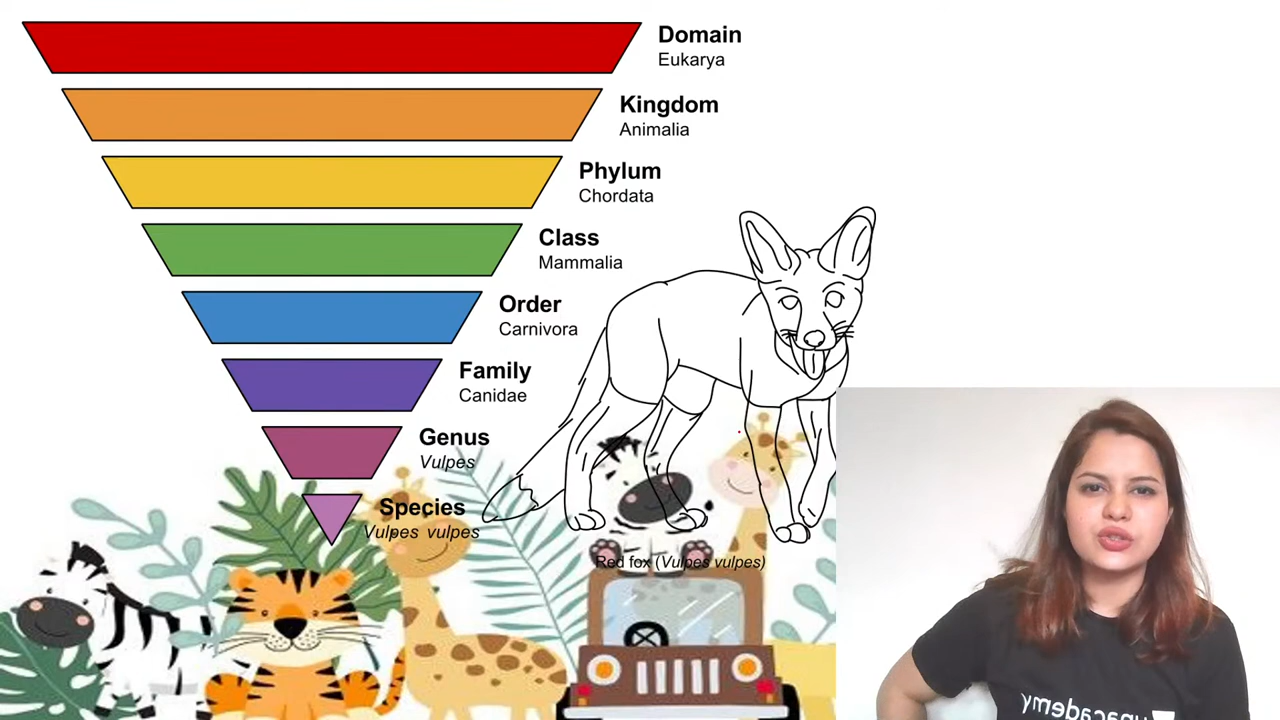 Domain
Eukarya
Kingdom
Animalia
Phylum
Chordata
Class
Mammalia
Order
Carnivora
Family
Canidae
Genus
Vulpes
Species
Vulpes vulpes
Red fox (Vulpes vulpes)
unacademy